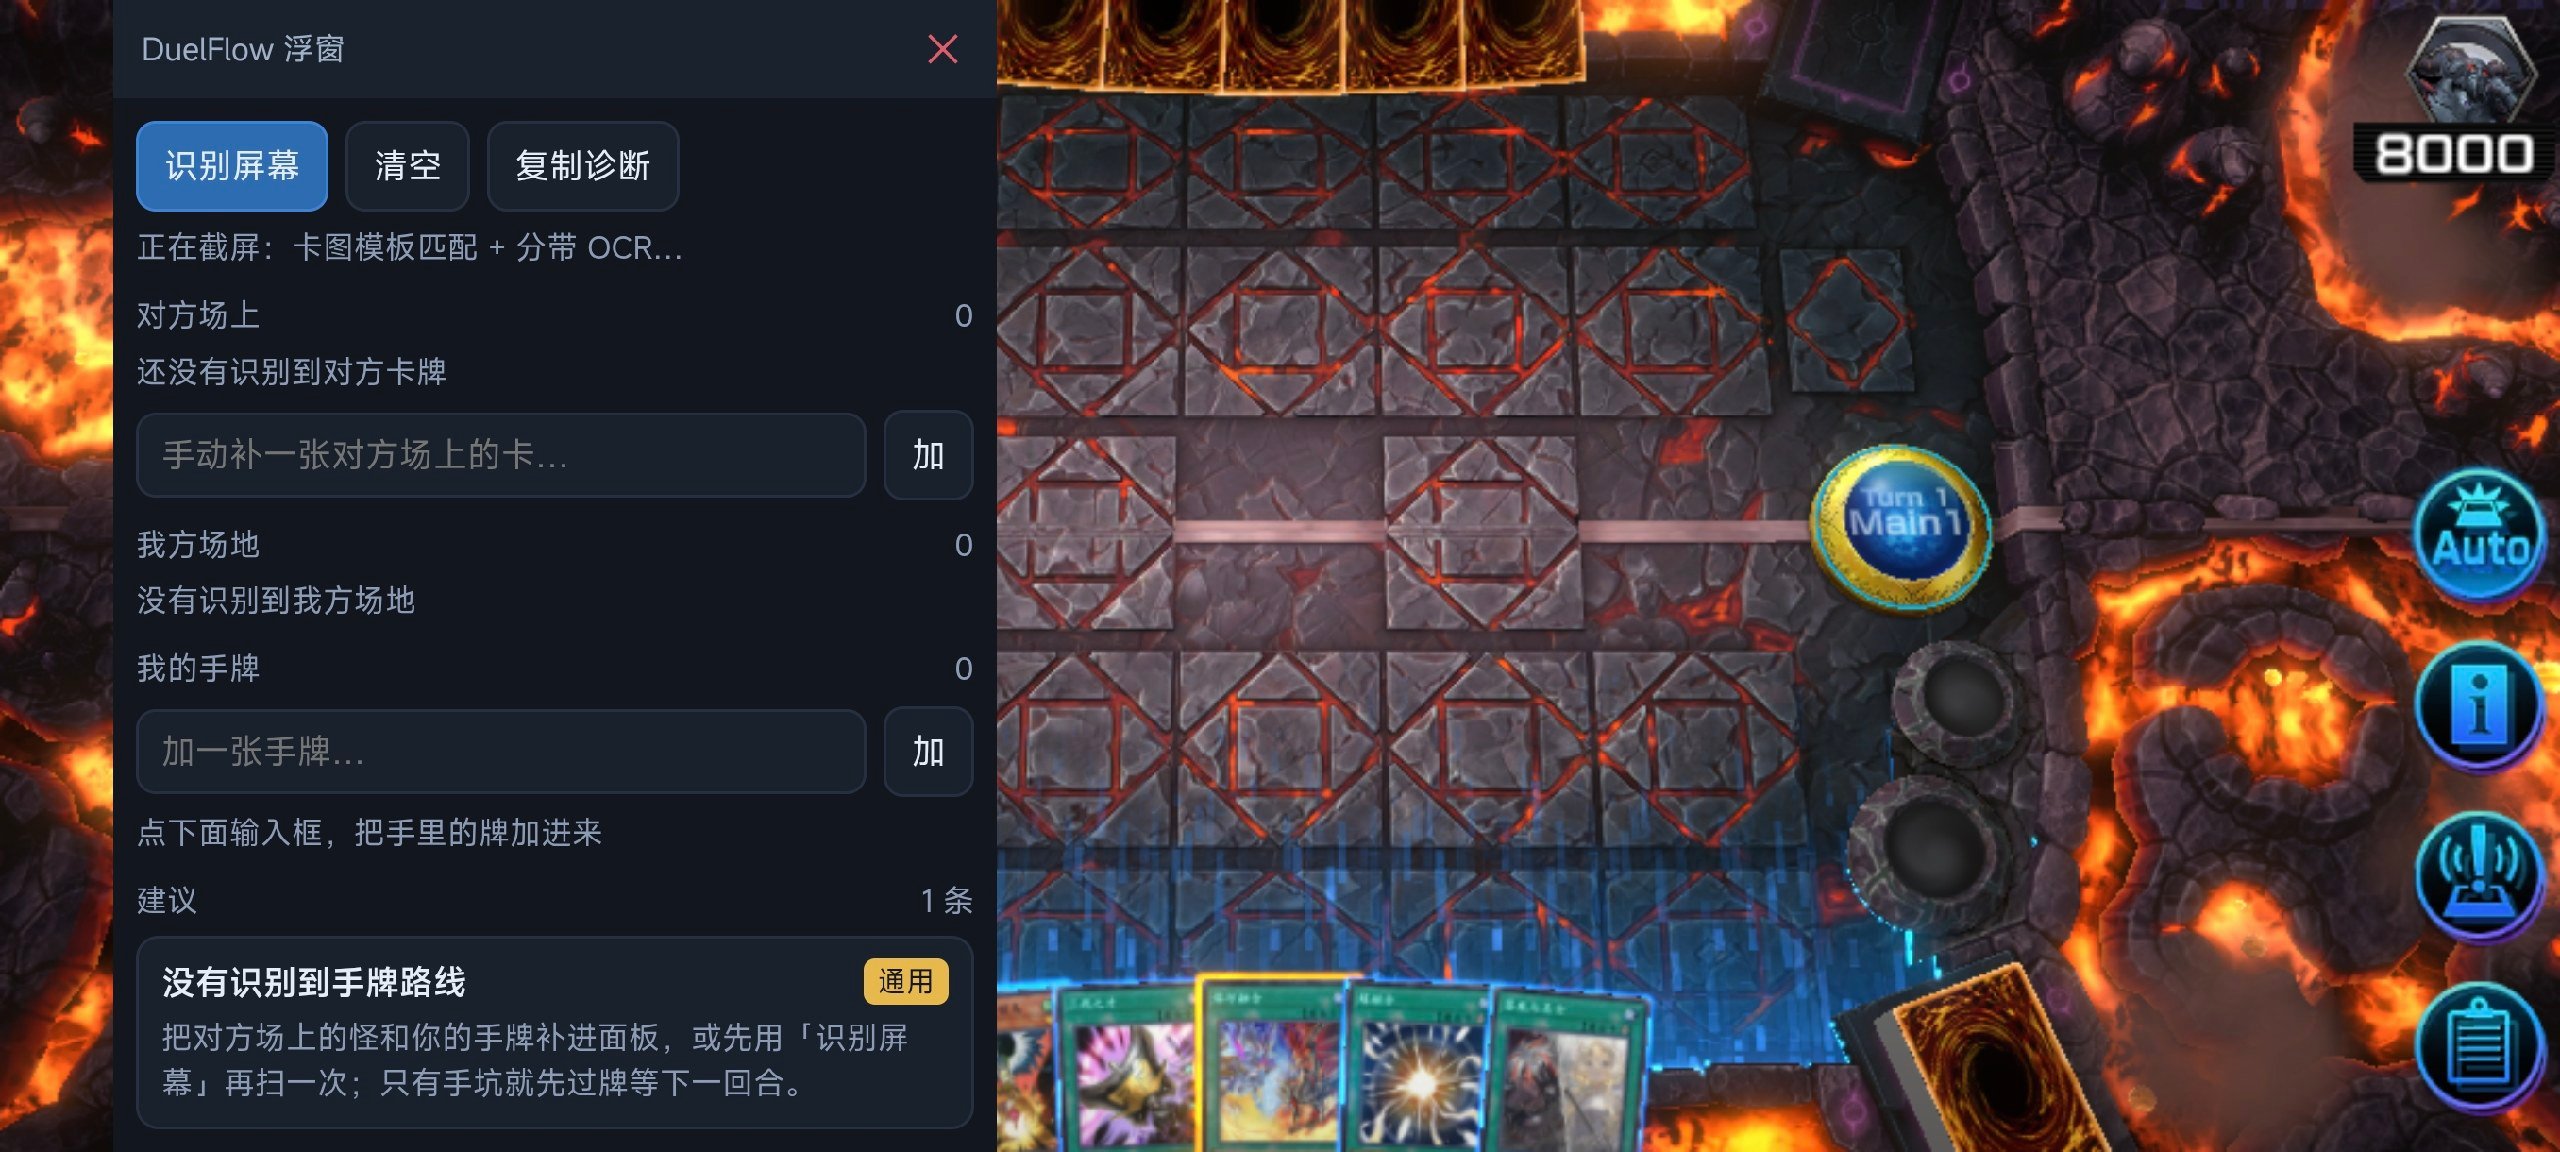 DuelFlow 浮窗
识别屏幕 清空 复制诊断
正在截屏：卡图模板匹配 + 分带 OCR...
对方场上 0
还没有识别到对方卡牌
手动补一张对方场上的卡...
加
我方场地 0
没有识别到我方场地
我的手牌 0
加一张手牌...
加
点下面输入框，把手里的牌加进来
建议 1 条
没有识别到手牌路线 通用
把对方场上的怪和你的手牌补进面板，或先用「识别屏
幕」再扫一次；只有手坑就先过牌等下一回合。
8000
Turn 1
Main 1
Auto